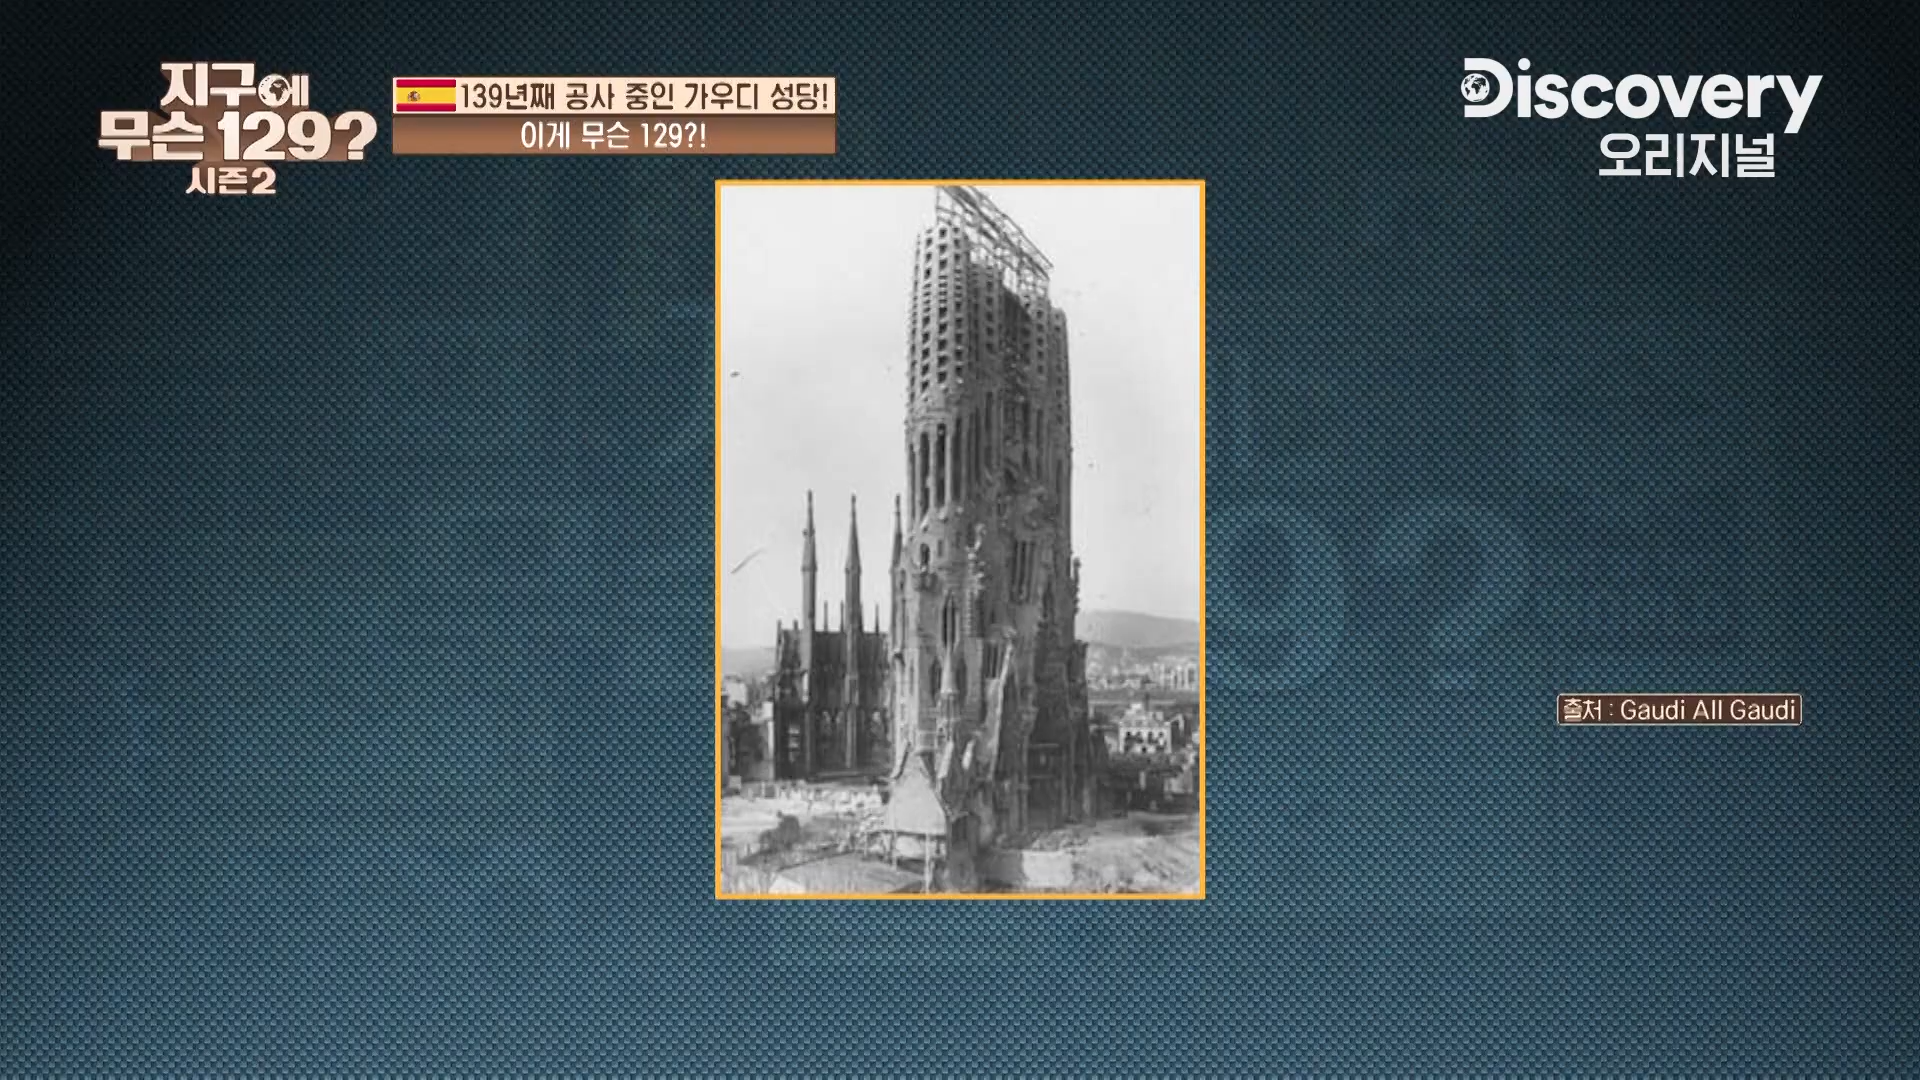 지구에
무슨 129?
시즌2
139년째 공사 중인 가우디 성당!
이게 무슨 129?!
Discovery
오리지널
출처 : Gaudi All Gaudi